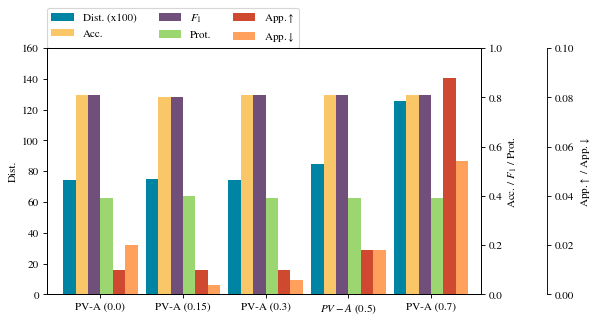 Dist. (x100)
Acc.
F₁
Prot.
App.↑
App.↓
160
140
120
100
80
60
40
20
0
Dist.
1.0
0.8
0.6
0.4
0.2
0.0
Acc. / F₁ / Prot.
0.10
0.08
0.06
0.04
0.02
0.00
App.↑ / App.↓
PV-A (0.0) PV-A (0.15) PV-A (0.3) PV − A (0.5) PV-A (0.7)